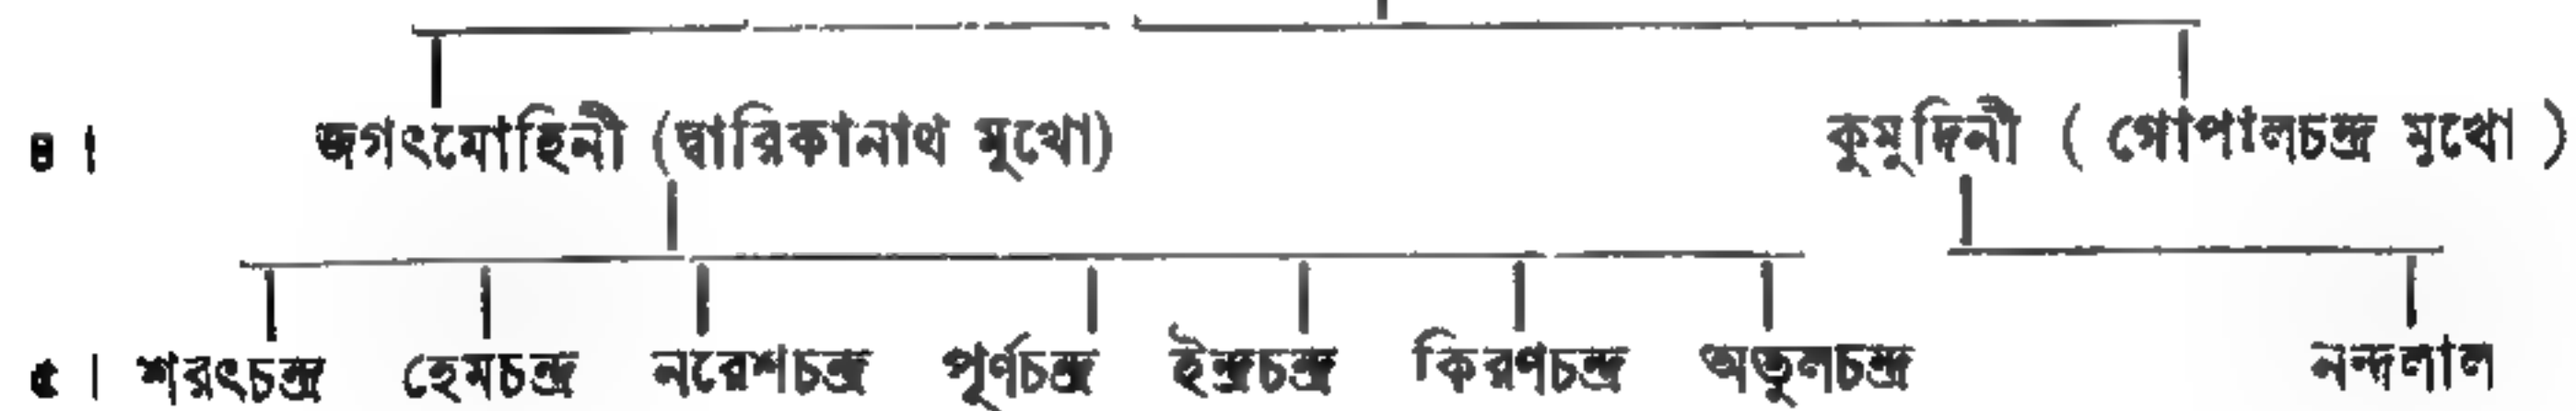 ৪। জগৎমোহিনী (দ্বারিকানাথ মুখো) কুমুদিনী ( গোপালচন্দ্র মুখো )
৫। শরৎচন্দ্র হেমচন্দ্র নরেশচন্দ্র পূর্ণচন্দ্র ইন্দ্রচন্দ্র কিরণচন্দ্র অতুলচন্দ্র নন্দলাল